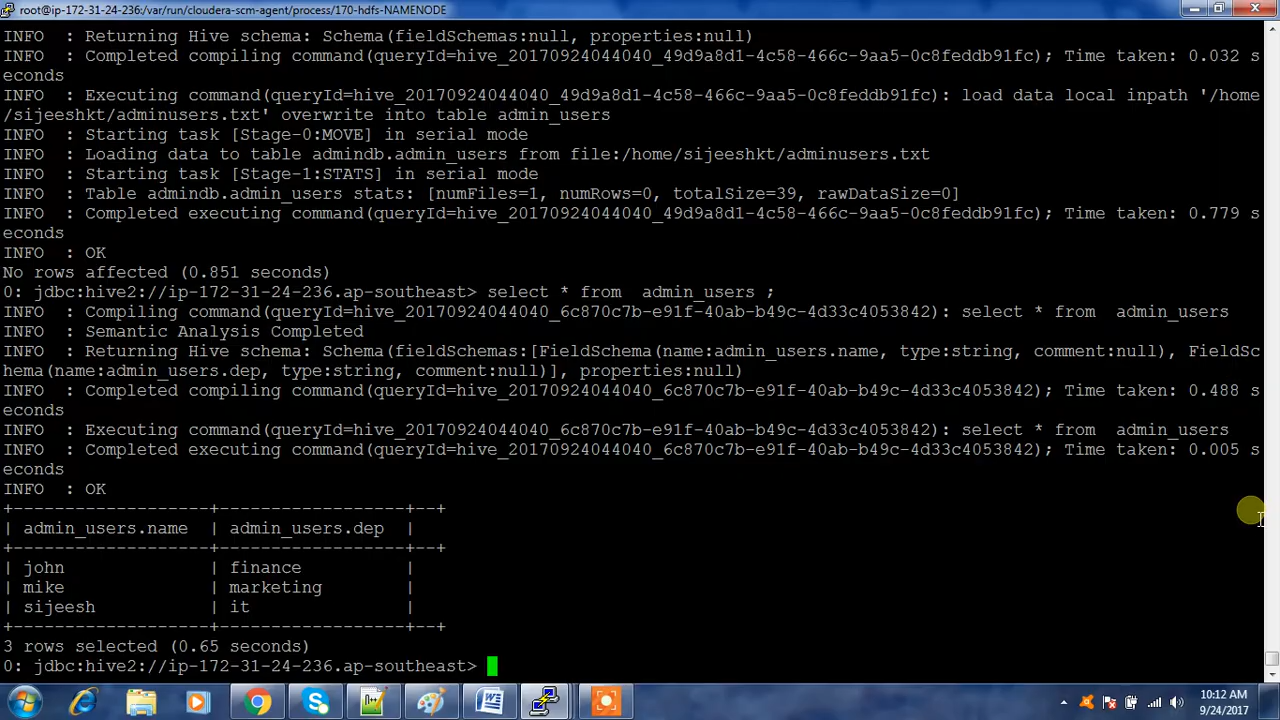 root@ip-172-31-24-236:/var/run/cloudera-scm-agent/process/170-hdfs-NAMENODE
INFO  : Returning Hive schema: Schema(fieldSchemas:null, properties:null)
INFO  : Completed compiling command(queryId=hive_20170924044040_49d9a8d1-4c58-466c-9aa5-0c8feddb91fc); Time taken: 0.032 s
econds
INFO  : Executing command(queryId=hive_20170924044040_49d9a8d1-4c58-466c-9aa5-0c8feddb91fc): load data local inpath '/home
/sijeeshkt/adminusers.txt' overwrite into table admin_users
INFO  : Starting task [Stage-0:MOVE] in serial mode
INFO  : Loading data to table admindb.admin_users from file:/home/sijeeshkt/adminusers.txt
INFO  : Starting task [Stage-1:STATS] in serial mode
INFO  : Table admindb.admin_users stats: [numFiles=1, numRows=0, totalSize=39, rawDataSize=0]
INFO  : Completed executing command(queryId=hive_20170924044040_49d9a8d1-4c58-466c-9aa5-0c8feddb91fc); Time taken: 0.779 s
econds
INFO  : OK
No rows affected (0.851 seconds)
0: jdbc:hive2://ip-172-31-24-236.ap-southeast> select * from  admin_users ;
INFO  : Compiling command(queryId=hive_20170924044040_6c870c7b-e91f-40ab-b49c-4d33c4053842): select * from  admin_users
INFO  : Semantic Analysis Completed
INFO  : Returning Hive schema: Schema(fieldSchemas:[FieldSchema(name:admin_users.name, type:string, comment:null), FieldSc
hema(name:admin_users.dep, type:string, comment:null)], properties:null)
INFO  : Completed compiling command(queryId=hive_20170924044040_6c870c7b-e91f-40ab-b49c-4d33c4053842); Time taken: 0.488 s
econds
INFO  : Executing command(queryId=hive_20170924044040_6c870c7b-e91f-40ab-b49c-4d33c4053842): select * from  admin_users
INFO  : Completed executing command(queryId=hive_20170924044040_6c870c7b-e91f-40ab-b49c-4d33c4053842); Time taken: 0.005 s
econds
INFO  : OK
+-------------------+------------------+--+
| admin_users.name  | admin_users.dep  |
+-------------------+------------------+--+
| john              | finance          |
| mike              | marketing        |
| sijeesh           | it               |
+-------------------+------------------+--+
3 rows selected (0.65 seconds)
0: jdbc:hive2://ip-172-31-24-236.ap-southeast>
10:12 AM
9/24/2017